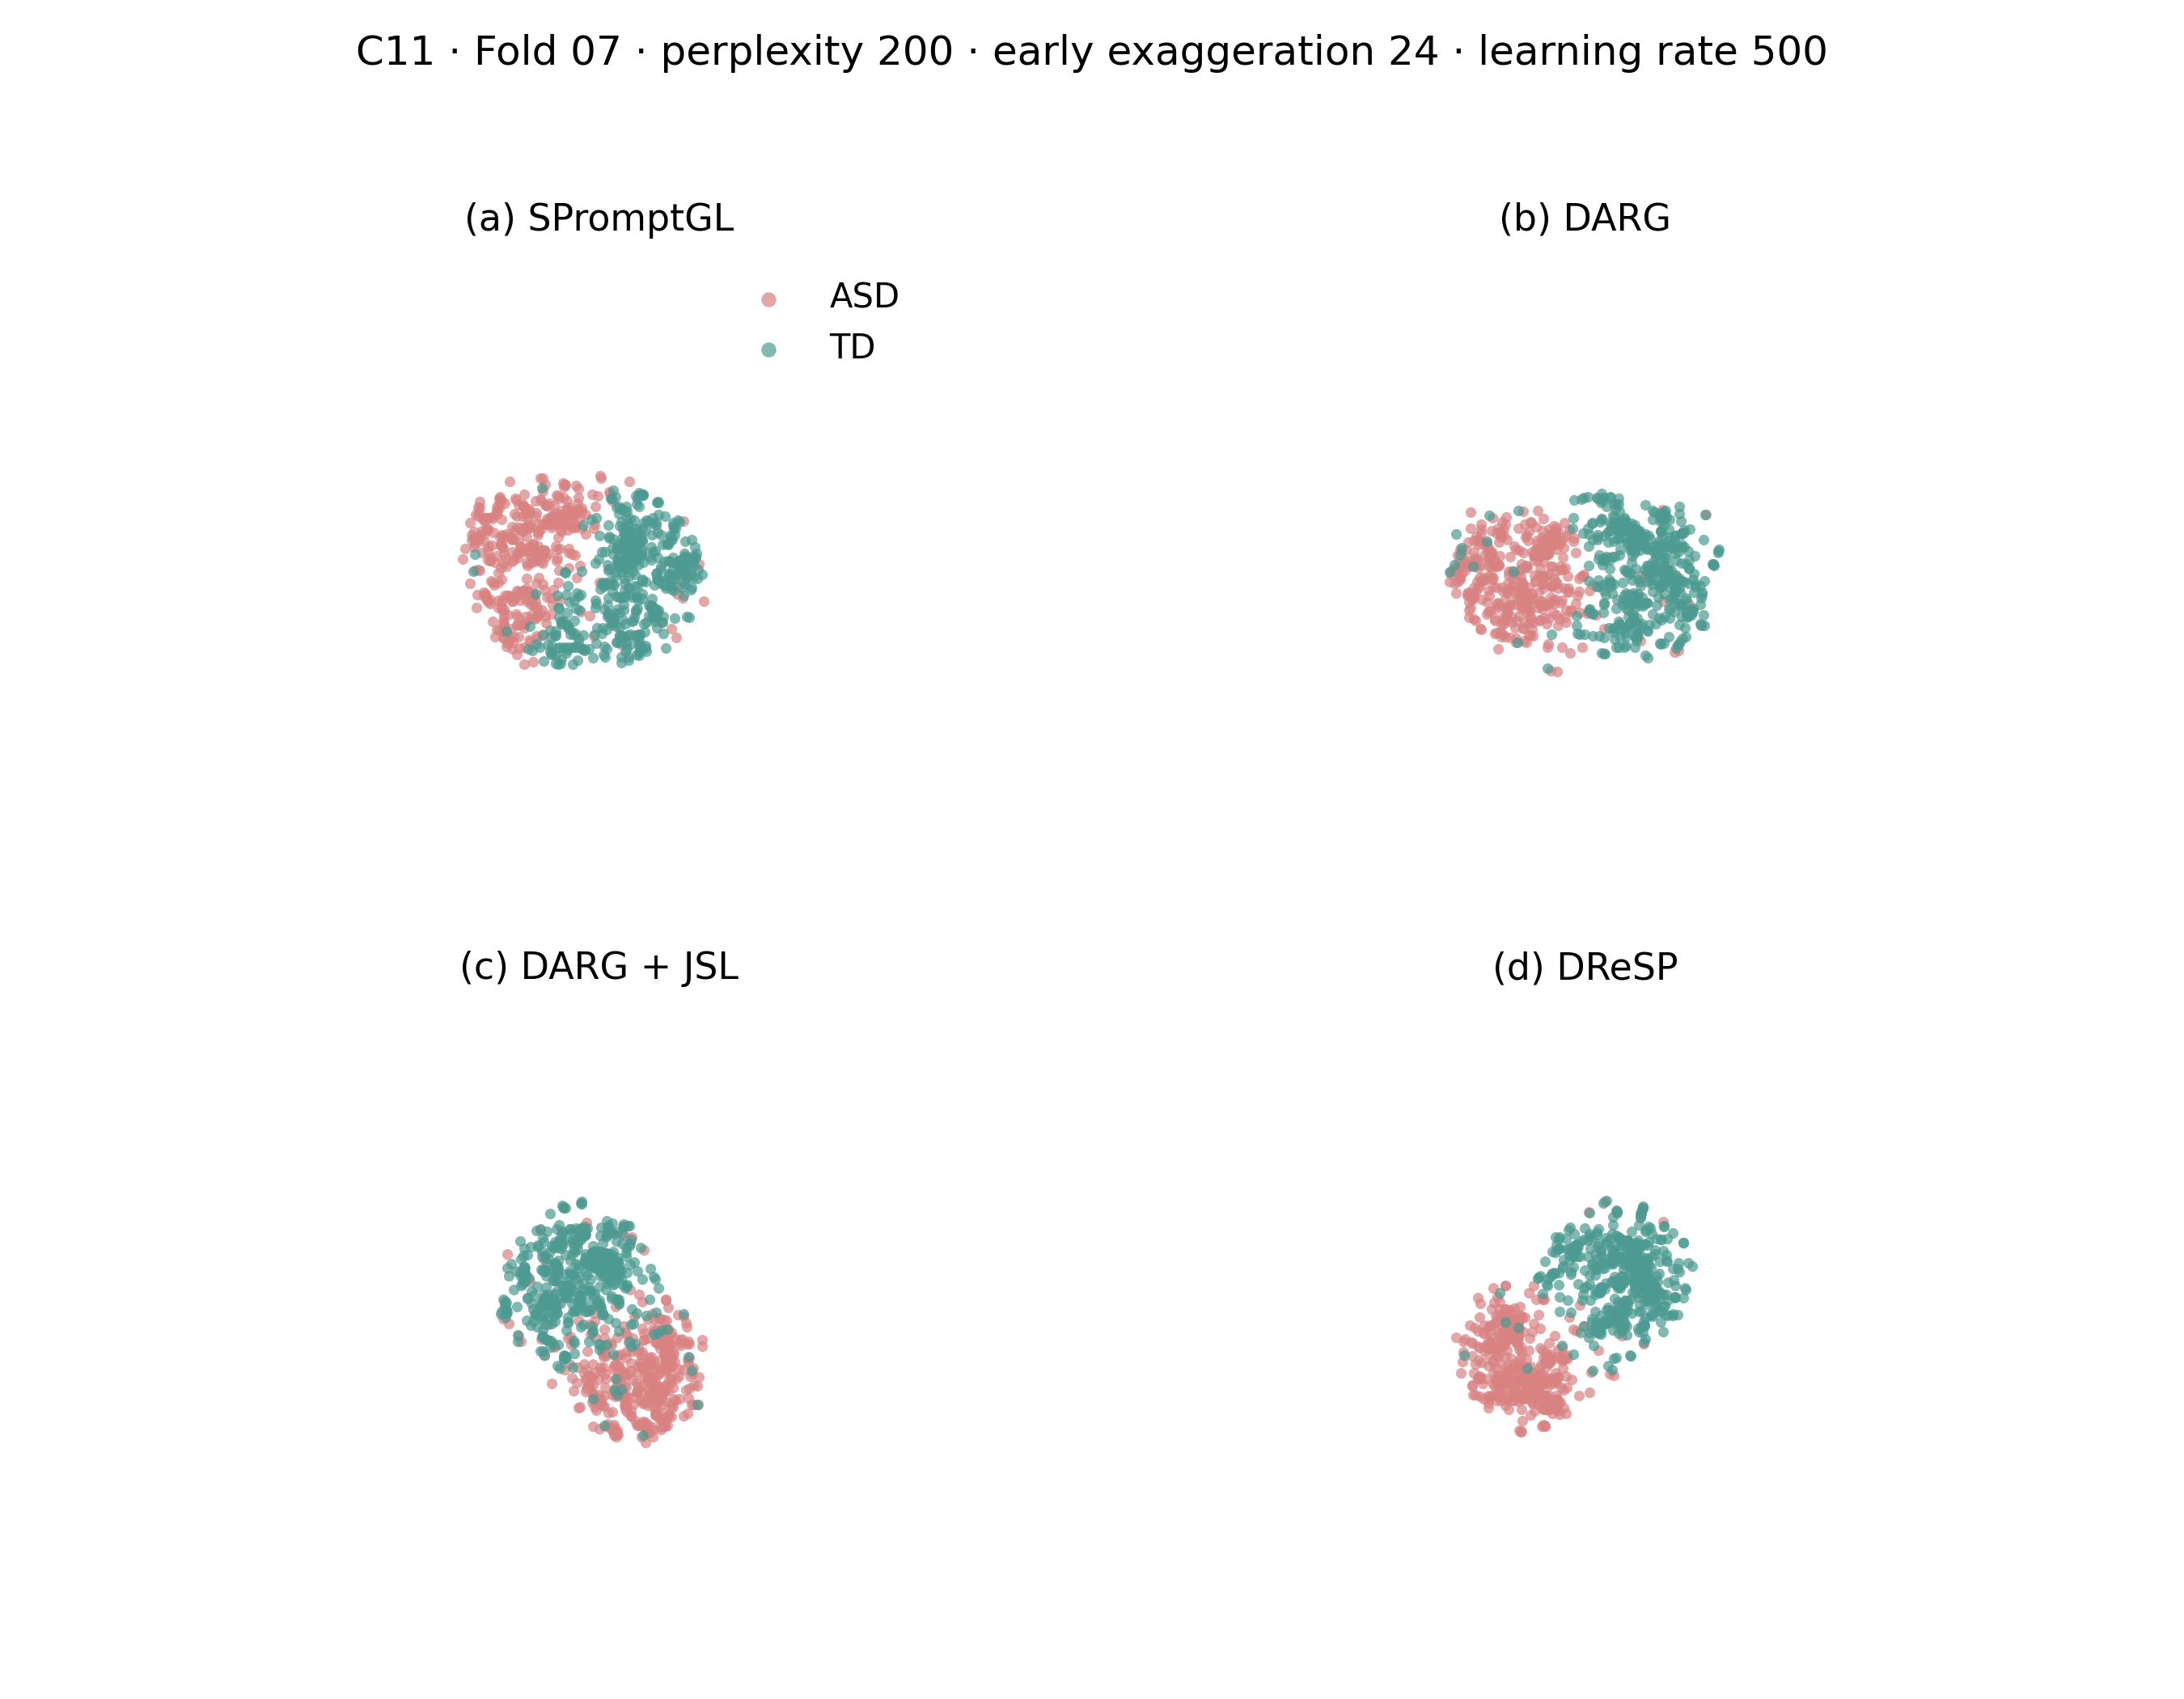 C11 · Fold 07 · perplexity 200 · early exaggeration 24 · learning rate 500
(a) SPromptGL
(b) DARG
ASD
TD
(c) DARG + JSL
(d) DReSP